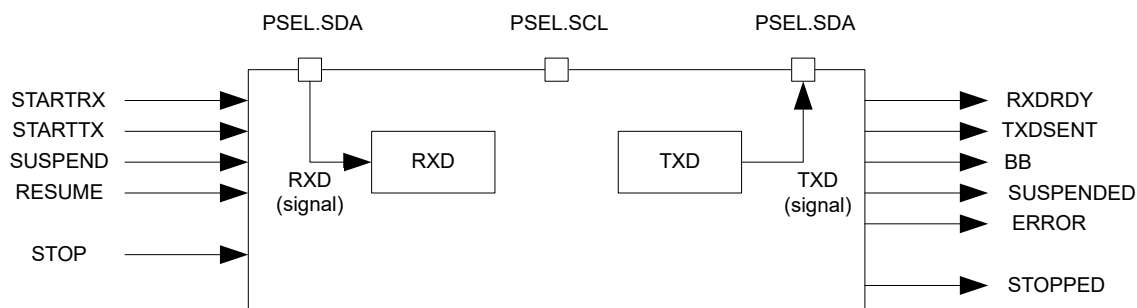 PSEL.SDA
PSEL.SCL
PSEL.SDA
STARTRX
STARTTX
SUSPEND
RESUME
STOP
RXD
RXD
(signal)
TXD
TXD
(signal)
RXDRDY
TXDSENT
BB
SUSPENDED
ERROR
STOPPED